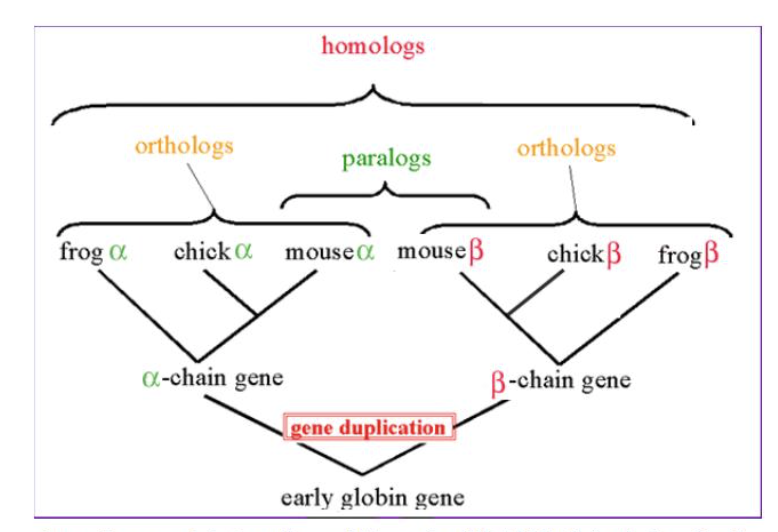 homologs
orthologs
paralogs
orthologs
frog α
chick α
mouse α
mouse β
chick β
frog β
α-chain gene
β-chain gene
gene duplication
early globin gene